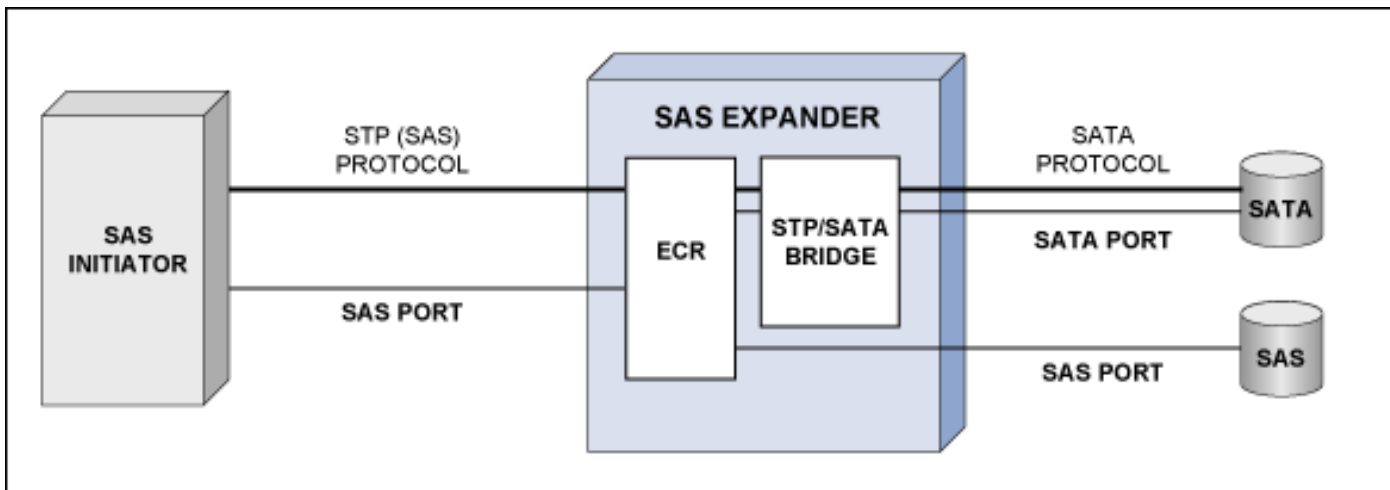 SAS EXPANDER
STP (SAS)
PROTOCOL
SATA
PROTOCOL
SAS
INITIATOR
ECR
STP/SATA
BRIDGE
SATA
SATA PORT
SAS PORT
SAS PORT
SAS